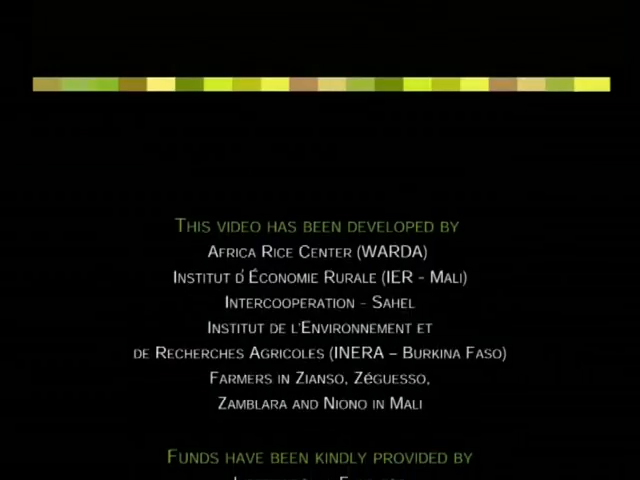 THIS VIDEO HAS BEEN DEVELOPED BY
AFRICA RICE CENTER (WARDA)
INSTITUT D'ÉCONOMIE RURALE (IER - MALI)
INTERCOOPERATION - SAHEL
INSTITUT DE L'ENVIRONNEMENT ET
DE RECHERCHES AGRICOLES (INERA – BURKINA FASO)
FARMERS IN ZIANSO, ZéGUESSO,
ZAMBLARA AND NIONO IN MALI
FUNDS HAVE BEEN KINDLY PROVIDED BY